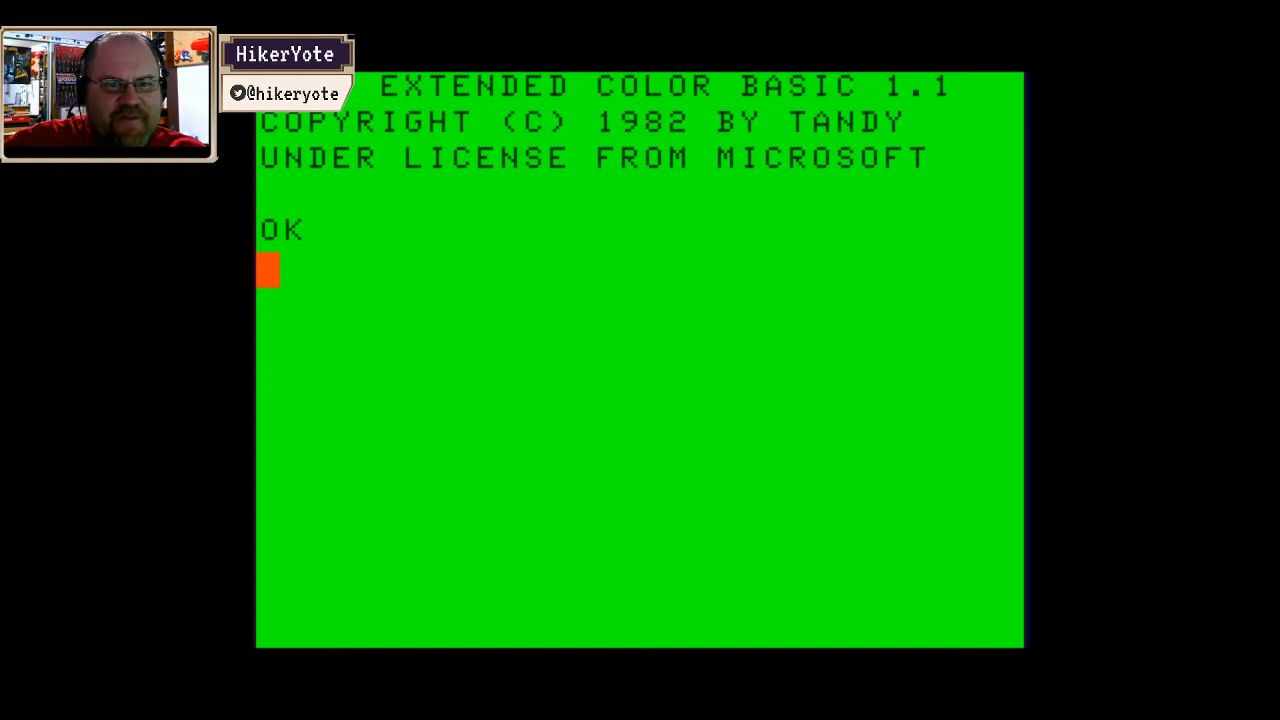 HikerYote
@hikeryote
EXTENDED COLOR BASIC 1.1
COPYRIGHT (C) 1982 BY TANDY
UNDER LICENSE FROM MICROSOFT
OK